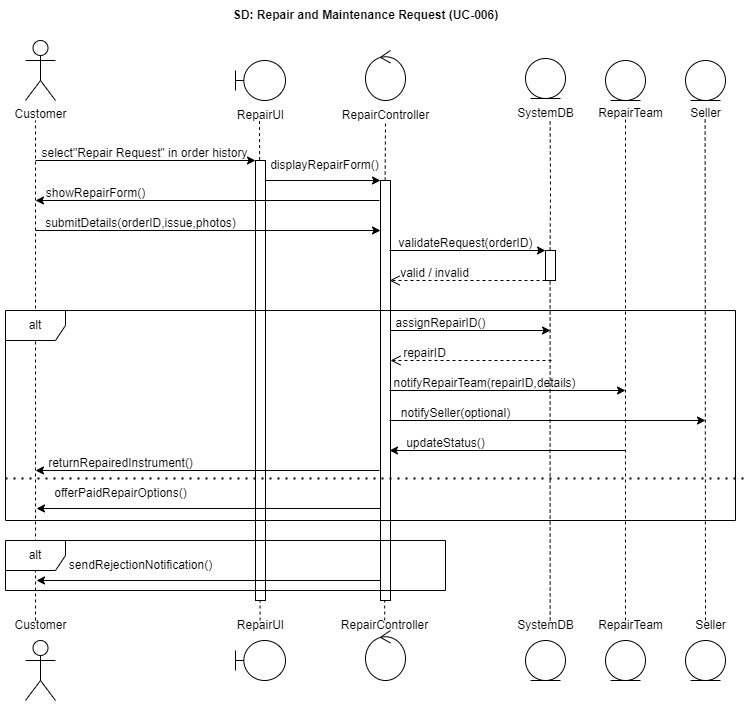 SD: Repair and Maintenance Request (UC-006)
Customer
RepairUI
RepairController
SystemDB
RepairTeam
Seller
select"Repair Request" in order history
displayRepairForm()
showRepairForm()
submitDetails(orderID,issue,photos)
validateRequest(orderID)
valid / invalid
alt
assignRepairID()
repairID
notifyRepairTeam(repairID,details)
notifySeller(optional)
updateStatus()
returnRepairedInstrument()
offerPaidRepairOptions()
alt
sendRejectionNotification()
Customer
RepairUI
RepairController
SystemDB
RepairTeam
Seller